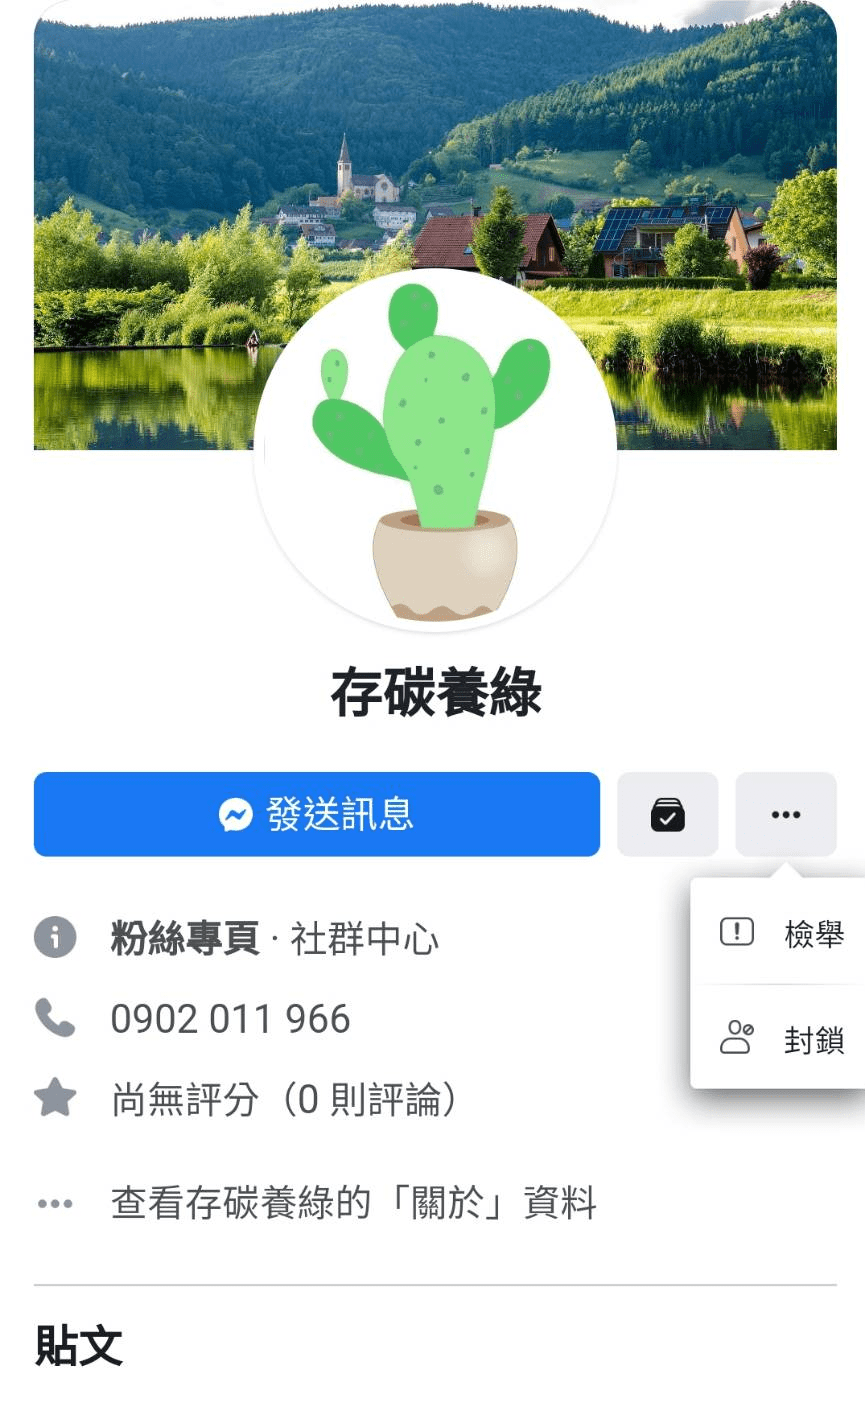 存碳養綠
發送訊息
粉絲專頁 · 社群中心
檢舉
0902 011 966
封鎖
尚無評分（0 則評論）
查看存碳養綠的「關於」資料
貼文